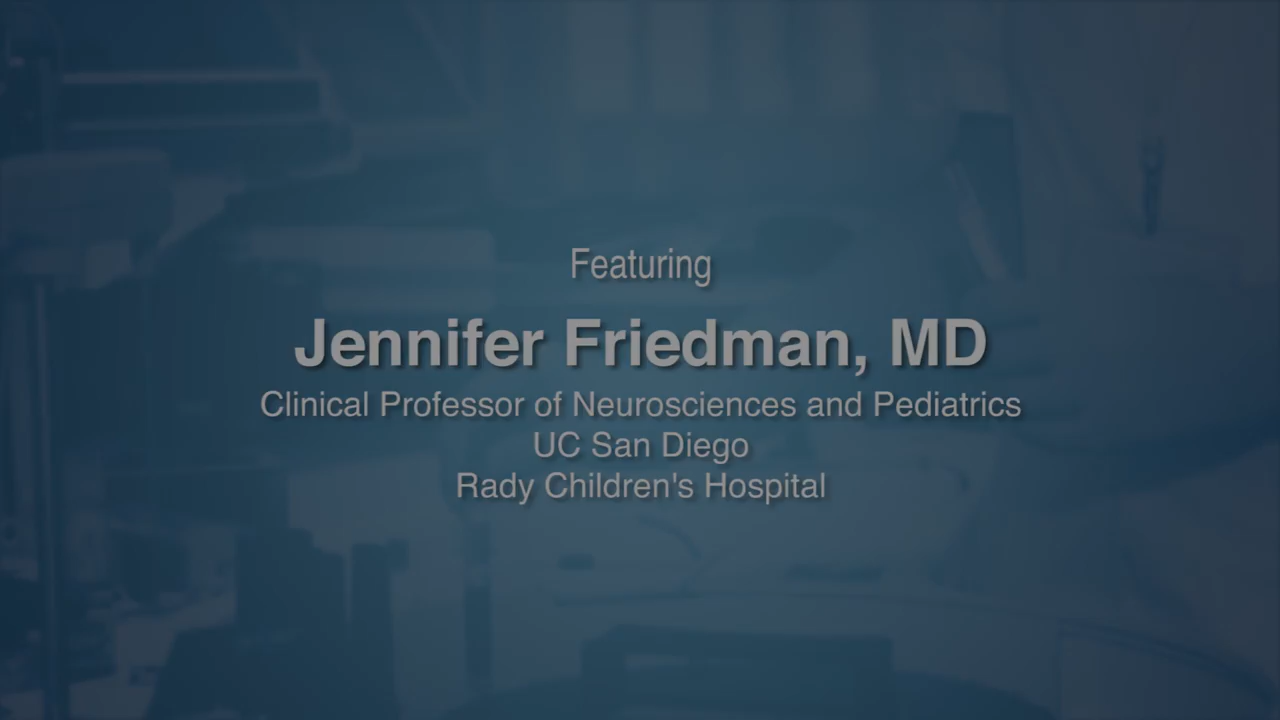 Featuring
Jennifer Friedman, MD
Clinical Professor of Neurosciences and Pediatrics
UC San Diego
Rady Children's Hospital